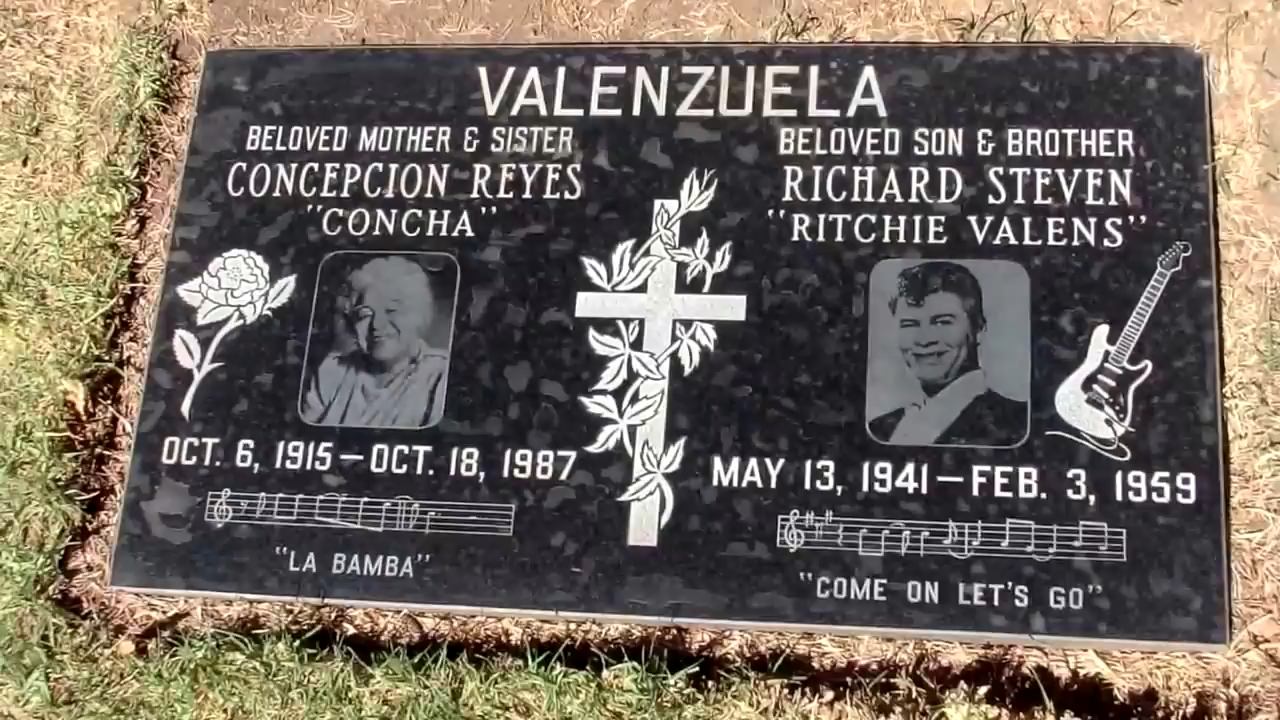 VALENZUELA
BELOVED MOTHER & SISTER
CONCEPCION REYES
"CONCHA"
OCT. 6, 1915 — OCT. 18, 1987
"LA BAMBA"
BELOVED SON & BROTHER
RICHARD STEVEN
"RITCHIE VALENS"
MAY 13, 1941 — FEB. 3, 1959
"COME ON LET'S GO"